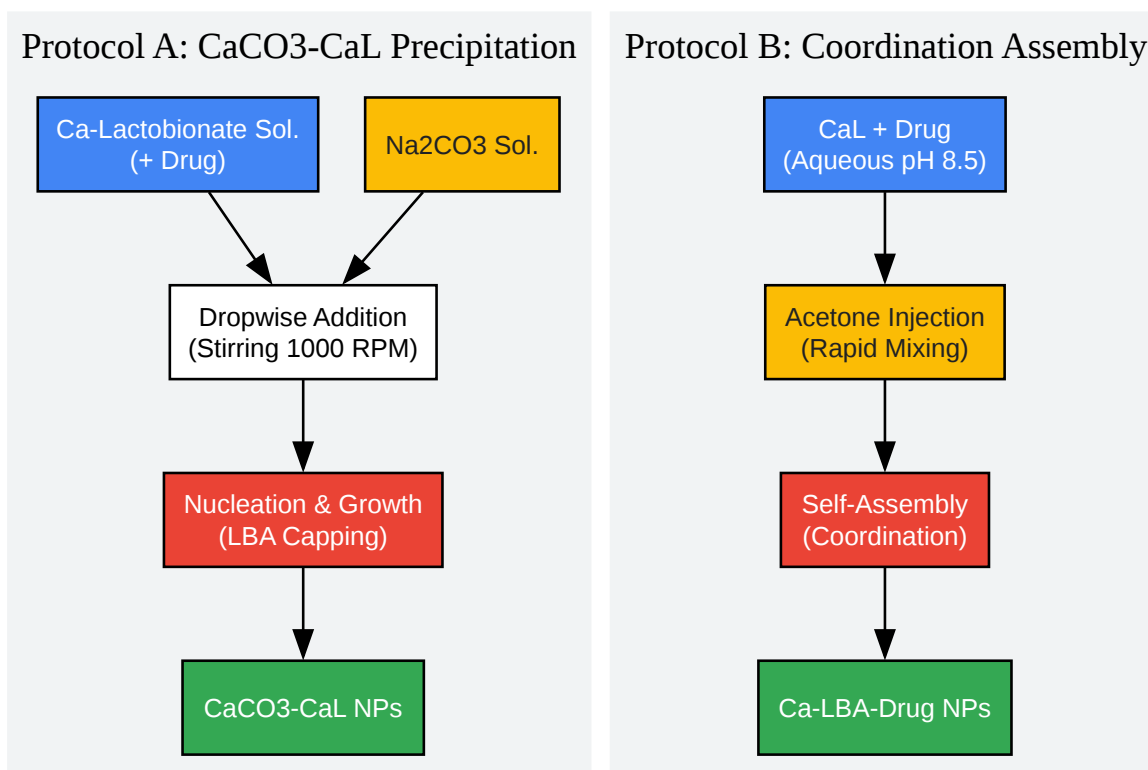 Protocol A: CaCO3-CaL Precipitation
Ca-Lactobionate Sol.
(+ Drug)
Na2CO3 Sol.
Dropwise Addition
(Stirring 1000 RPM)
Nucleation & Growth
(LBA Capping)
CaCO3-CaL NPs
Protocol B: Coordination Assembly
CaL + Drug
(Aqueous pH 8.5)
Acetone Injection
(Rapid Mixing)
Self-Assembly
(Coordination)
Ca-LBA-Drug NPs